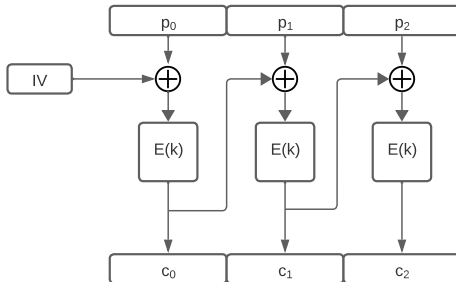 p₀ p₁ p₂
IV
E(k) E(k) E(k)
c₀ c₁ c₂